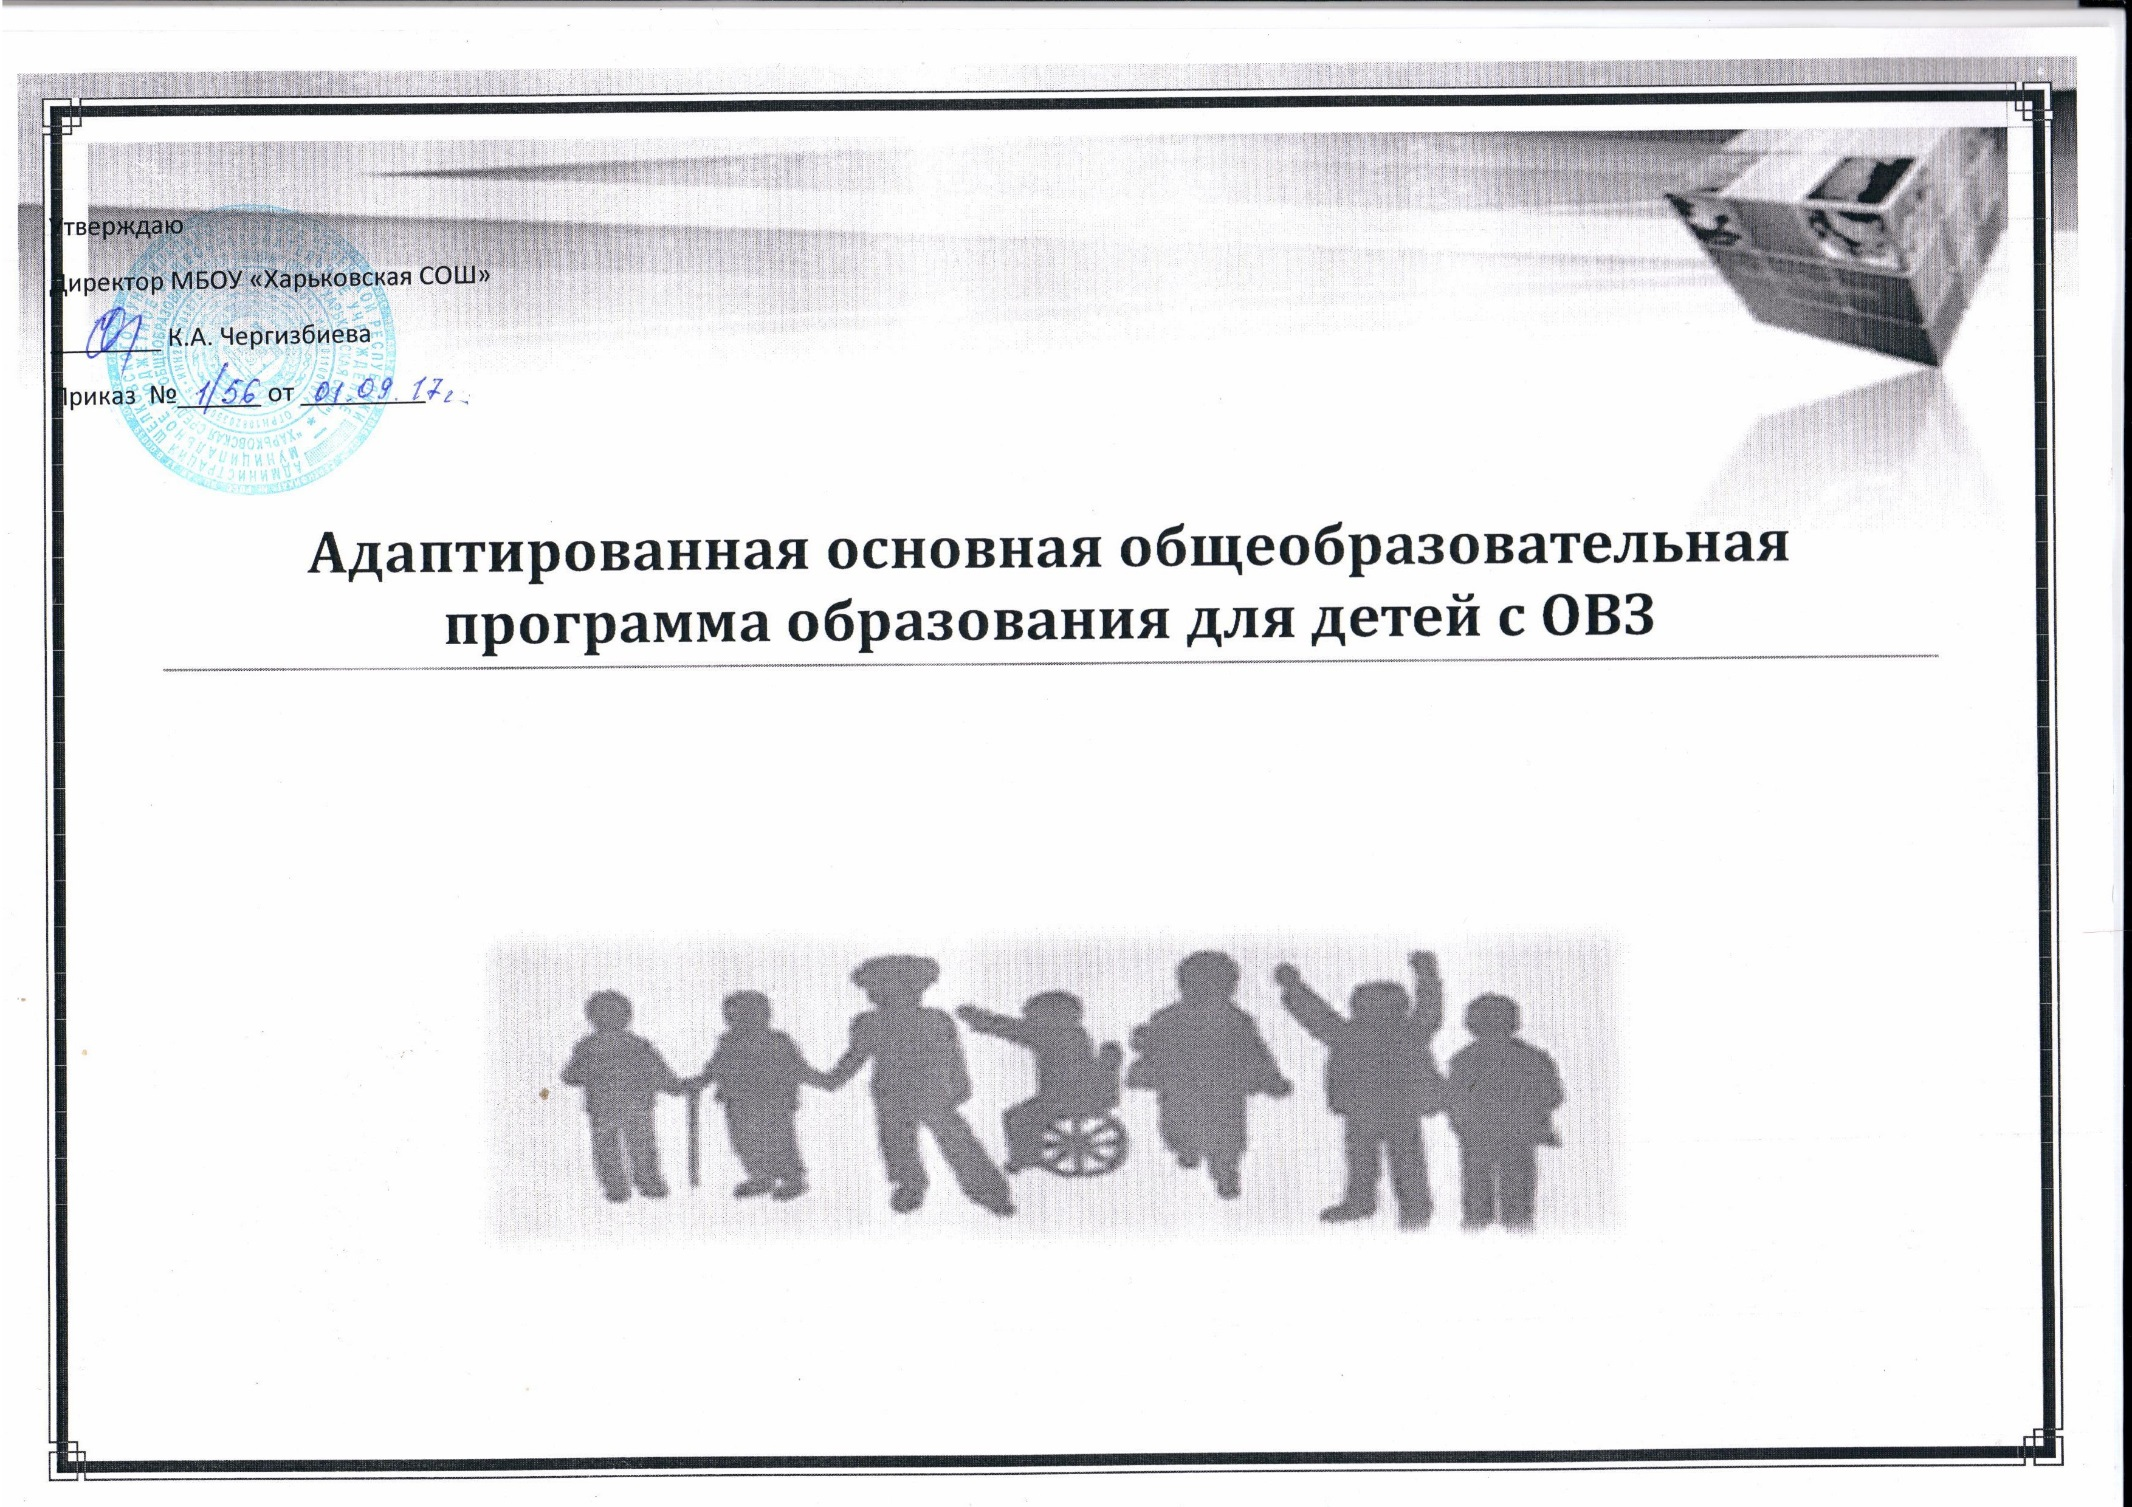 Утверждаю
Директор МБОУ «Харьковская СОШ»
К.А. Чергизбиева
Приказ № 1/56 от 01.09.17г.
Адаптированная основная общеобразовательная
программа образования для детей с ОВЗ